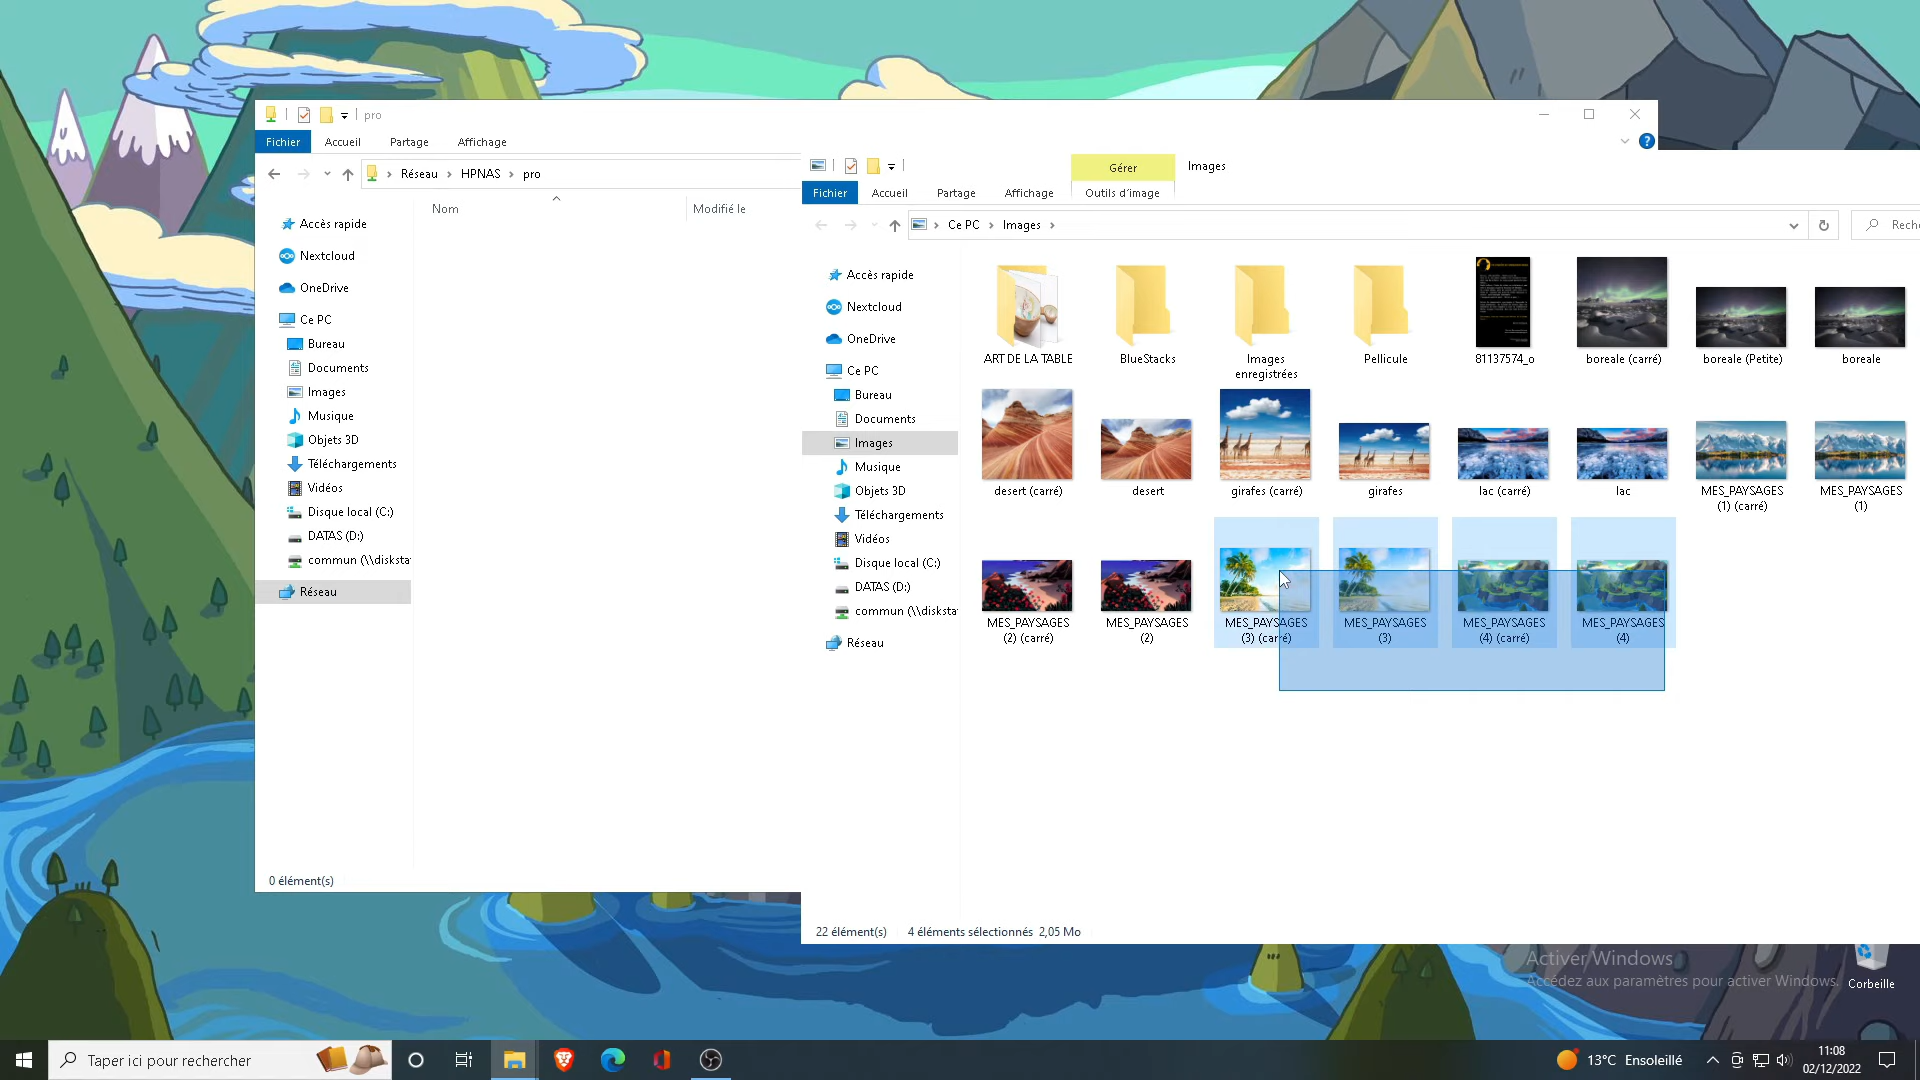 pro
Fichier
Accueil
Partage
Affichage
Réseau
HPNAS
pro
Nom
Modifié le
Accès rapide
Nextcloud
OneDrive
Ce PC
Bureau
Documents
Images
Musique
Objets 3D
Téléchargements
Vidéos
Disque local (C:)
DATAS (D:)
commun (\\disksta
Réseau
0 élément(s)
Gérer
Images
Fichier
Accueil
Partage
Affichage
Outils d'image
Ce PC
Images
Reche
Accès rapide
Nextcloud
OneDrive
Ce PC
Bureau
Documents
Images
Musique
Objets 3D
Téléchargements
Vidéos
Disque local (C:)
DATAS (D:)
commun (\\disksta
Réseau
ART DE LA TABLE
BlueStacks
Images
enregistrées
Pellicule
81137574_o
boreale (carré)
boreale (Petite)
boreale
desert (carré)
desert
girafes (carré)
girafes
lac (carré)
lac
MES_PAYSAGES
(1) (carré)
MES_PAYSAGES
(1)
MES_PAYSAGES
(2) (carré)
MES_PAYSAGES
(2)
MES_PAYSAGES
(3) (carré)
MES_PAYSAGES
(3)
MES_PAYSAGES
(4) (carré)
MES_PAYSAGES
(4)
22 élément(s)
4 éléments sélectionnés 2,05 Mo
Activer Windows
Accédez aux paramètres pour activer Windows.
Corbeille
Taper ici pour rechercher
13°C Ensoleillé
11:08
02/12/2022